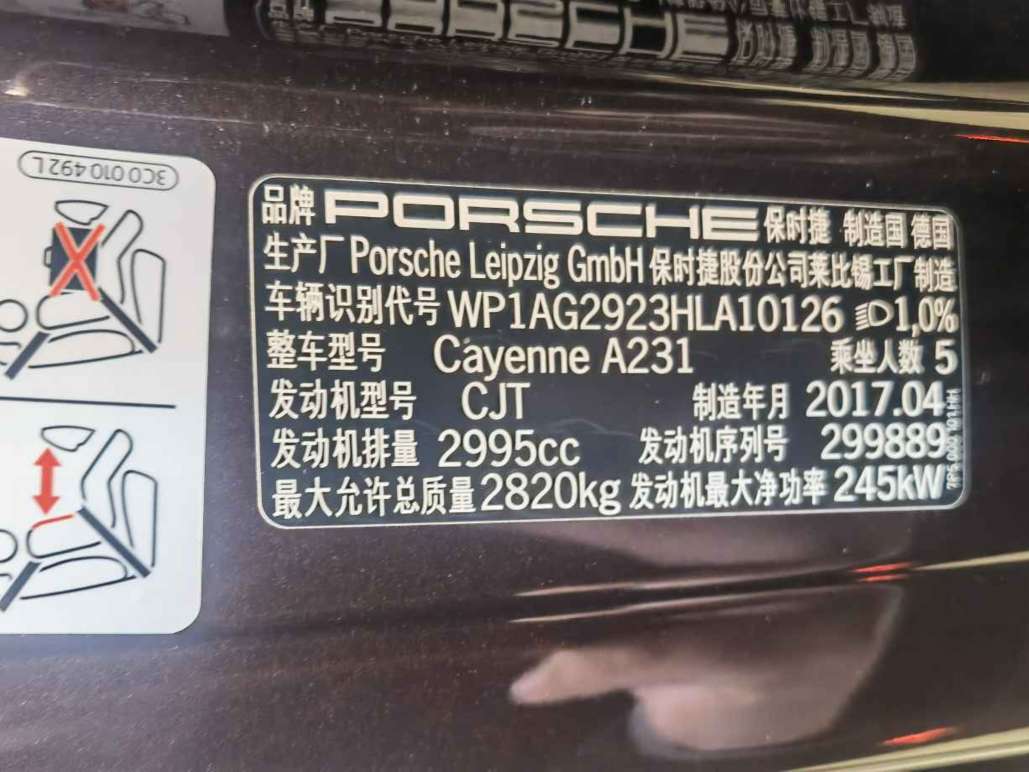 3C0 010 492 L
品牌 PORSCHE 保时捷 制造国 德国
生产厂 Porsche Leipzig GmbH 保时捷股份公司莱比锡工厂制造
车辆识别代号 WP1AG2923HLA10126 1,0%
整车型号 Cayenne A231 乘坐人数 5
发动机型号 CJT 制造年月 2017.04
发动机排量 2995cc 发动机序列号 299889
最大允许总质量 2820kg 发动机最大净功率 245kW